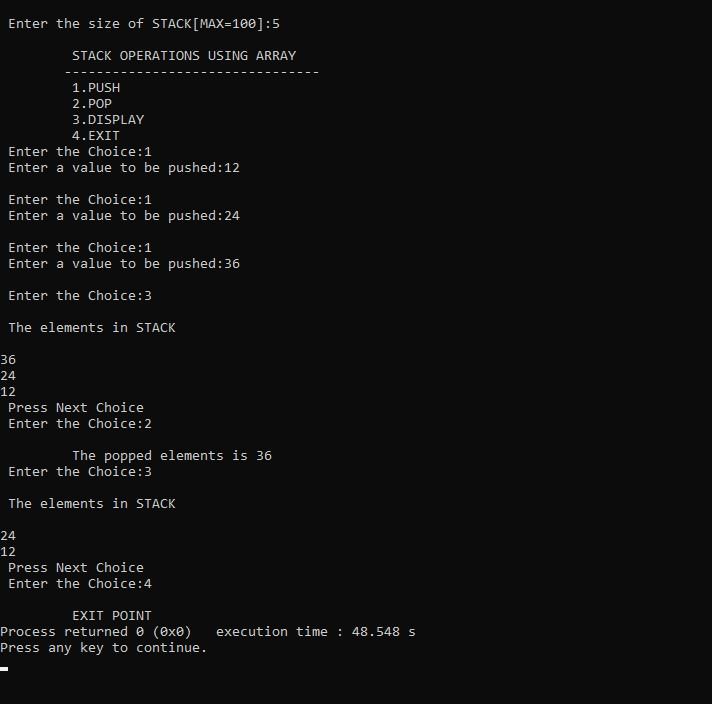 Enter the size of STACK[MAX=100]:5
STACK OPERATIONS USING ARRAY
--------------------------------
1.PUSH
2.POP
3.DISPLAY
4.EXIT
Enter the Choice:1
Enter a value to be pushed:12
Enter the Choice:1
Enter a value to be pushed:24
Enter the Choice:1
Enter a value to be pushed:36
Enter the Choice:3
The elements in STACK
36
24
12
Press Next Choice
Enter the Choice:2
The popped elements is 36
Enter the Choice:3
The elements in STACK
24
12
Press Next Choice
Enter the Choice:4
EXIT POINT
Process returned 0 (0x0)   execution time : 48.548 s
Press any key to continue.